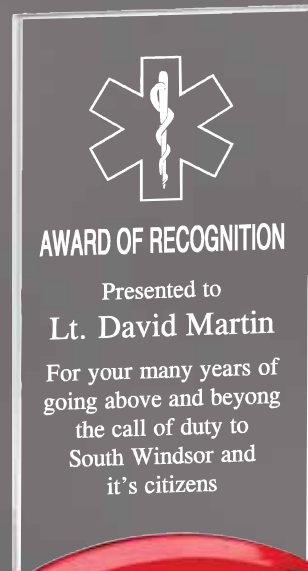 AWARD OF RECOGNITION
Presented to
Lt. David Martin
For your many years of
going above and beyong
the call of duty to
South Windsor and
it's citizens